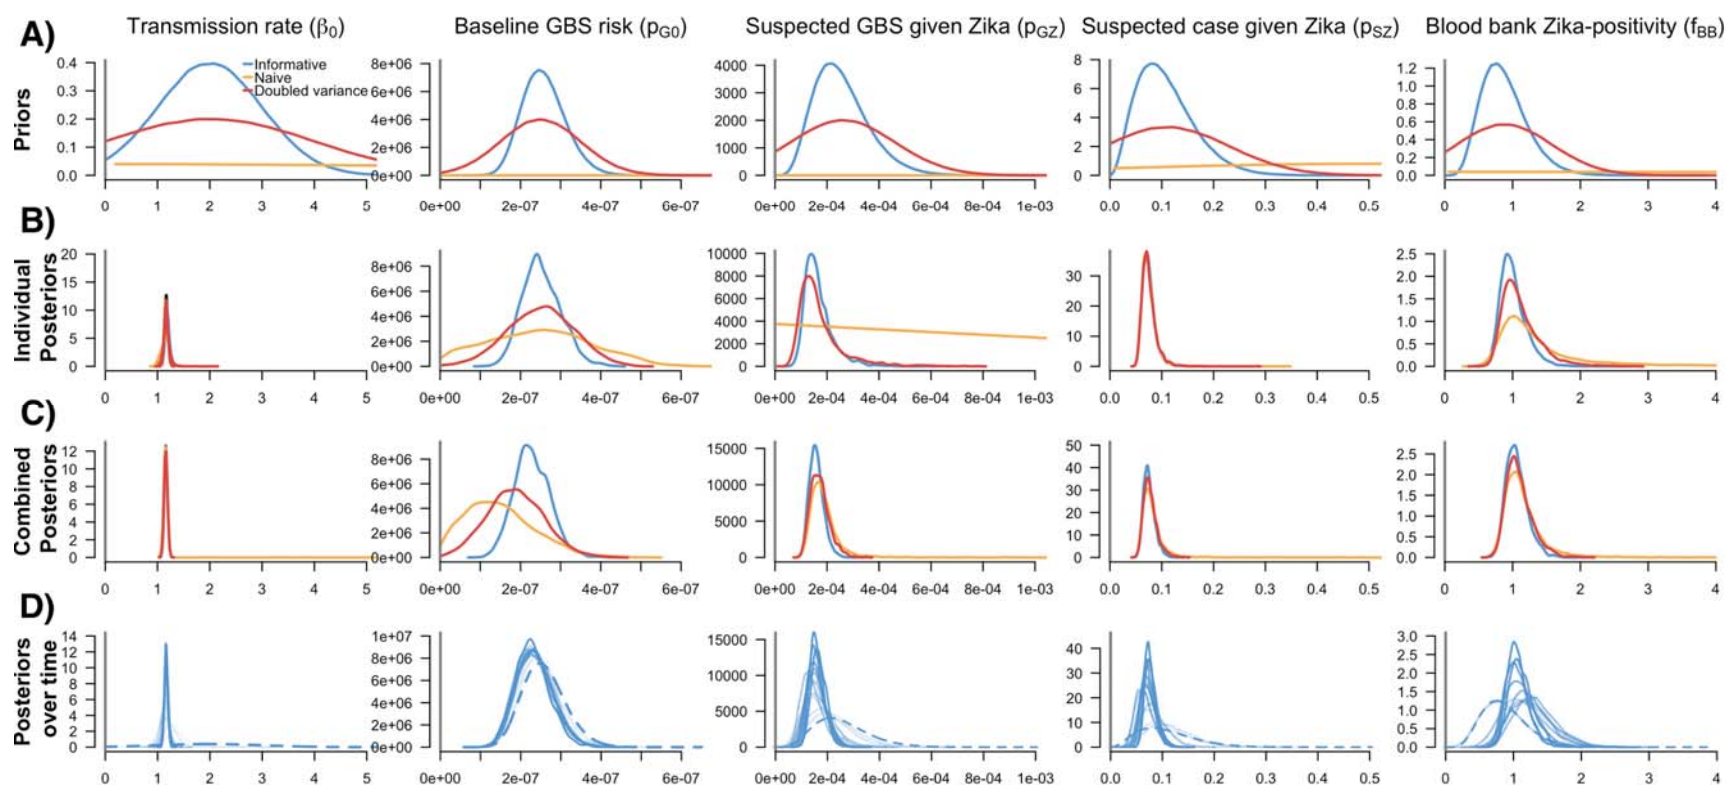 A)
Transmission rate (β0)
Baseline GBS risk (pG0)
Suspected GBS given Zika (pGZ)
Suspected case given Zika (pSZ)
Blood bank Zika-positivity (fBB)
Priors
Informative
Naive
Doubled variance
0.4
0.3
0.2
0.1
0.0
0 1 2 3 4 5
8e+06
6e+06
4e+06
2e+06
0e+00
0e+00 2e-07 4e-07 6e-07
4000
3000
2000
1000
0
0e+00 2e-04 4e-04 6e-04 8e-04 1e-03
8
6
4
2
0
0.0 0.1 0.2 0.3 0.4 0.5
1.2
1.0
0.8
0.6
0.4
0.2
0.0
0 1 2 3 4
B)
Individual
Posteriors
20
15
10
5
0
0 1 2 3 4 5
8e+06
6e+06
4e+06
2e+06
0e+00
0e+00 2e-07 4e-07 6e-07
10000
8000
6000
4000
2000
0
0e+00 2e-04 4e-04 6e-04 8e-04 1e-03
30
20
10
0
0.0 0.1 0.2 0.3 0.4 0.5
2.5
2.0
1.5
1.0
0.5
0.0
0 1 2 3 4
C)
Combined
Posteriors
12
10
8
6
4
2
0
0 1 2 3 4 5
8e+06
6e+06
4e+06
2e+06
0e+00
0e+00 2e-07 4e-07 6e-07
15000
10000
5000
0
0e+00 2e-04 4e-04 6e-04 8e-04 1e-03
50
40
30
20
10
0
0.0 0.1 0.2 0.3 0.4 0.5
2.5
2.0
1.5
1.0
0.5
0.0
0 1 2 3 4
D)
Posteriors
over time
14
12
10
8
6
4
2
0
0 1 2 3 4 5
1e+07
8e+06
6e+06
4e+06
2e+06
0e+00
0e+00 2e-07 4e-07 6e-07
15000
10000
5000
0
0e+00 2e-04 4e-04 6e-04 8e-04 1e-03
40
30
20
10
0
0.0 0.1 0.2 0.3 0.4 0.5
3.0
2.5
2.0
1.5
1.0
0.5
0.0
0 1 2 3 4